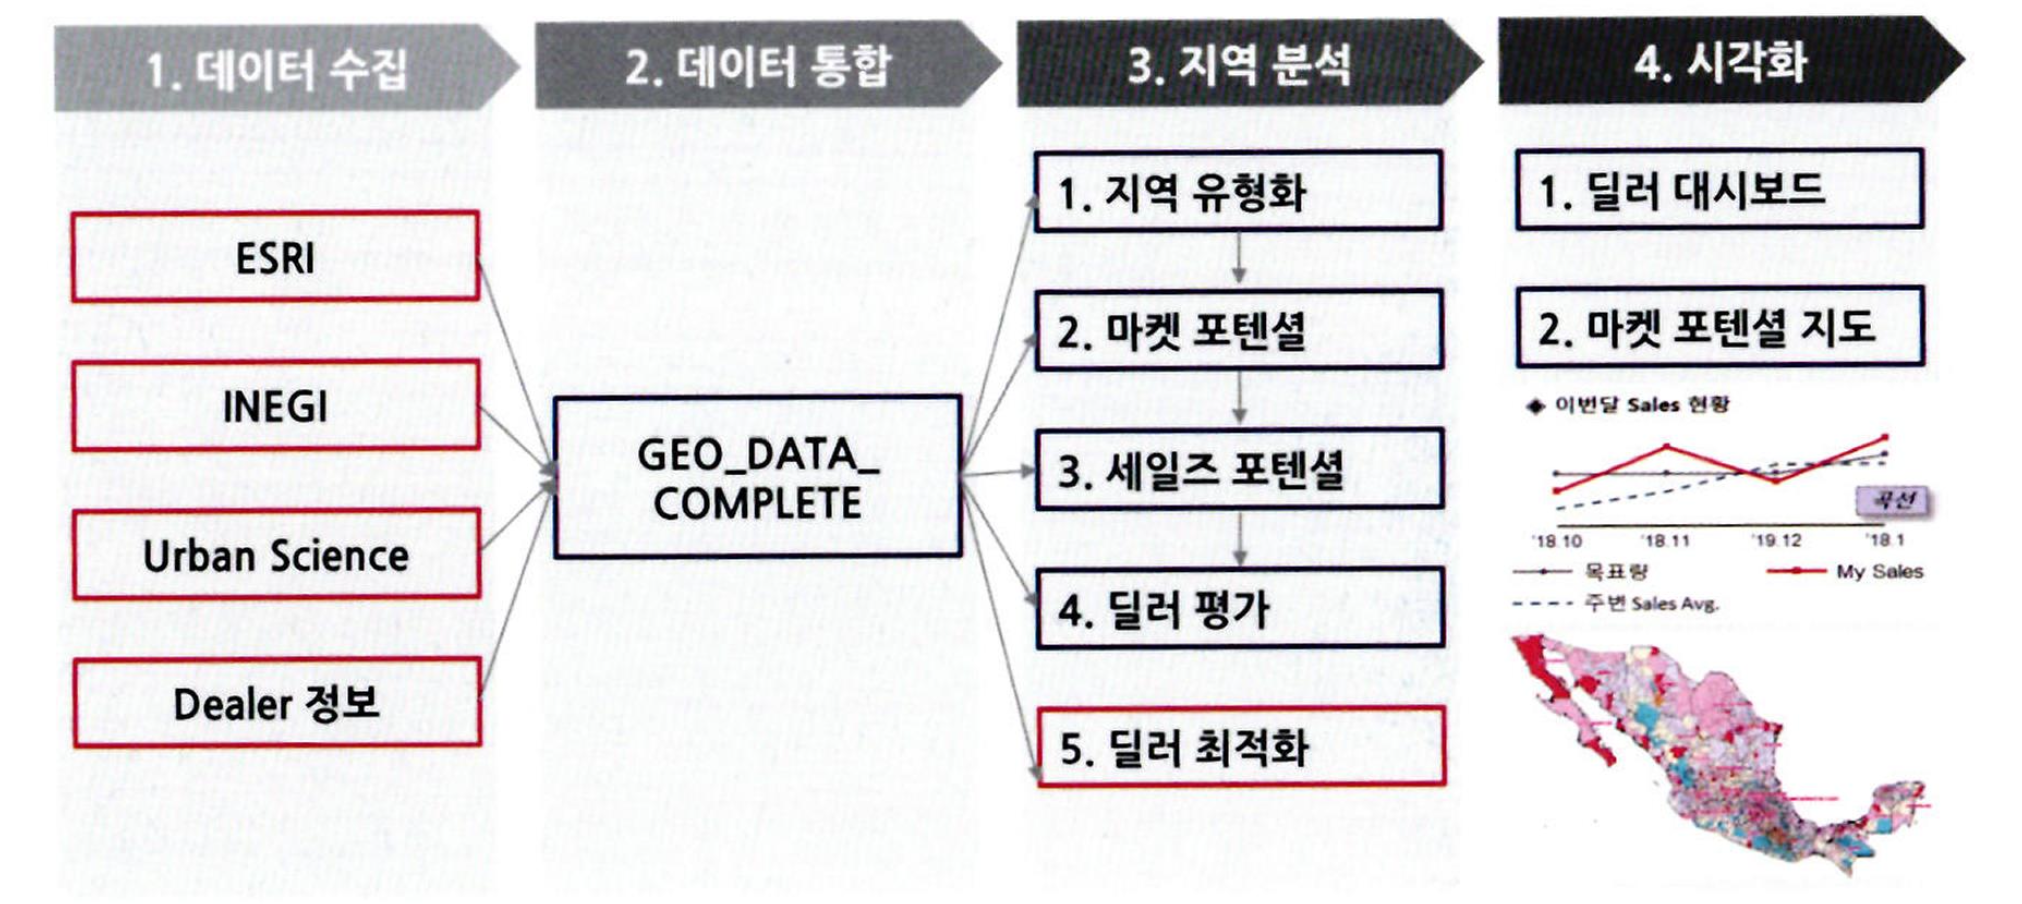 1. 데이터 수집
2. 데이터 통합
3. 지역 분석
4. 시각화
ESRI
INEGI
Urban Science
Dealer 정보
GEO_DATA_
COMPLETE
1. 지역 유형화
2. 마켓 포텐셜
3. 세일즈 포텐셜
4. 딜러 평가
5. 딜러 최적화
1. 딜러 대시보드
2. 마켓 포텐셜 지도
◆ 이번달 Sales 현황
곡선
'18.10 '18.11 '19.12 '18.1
목표량 My Sales
주변 Sales Avg.